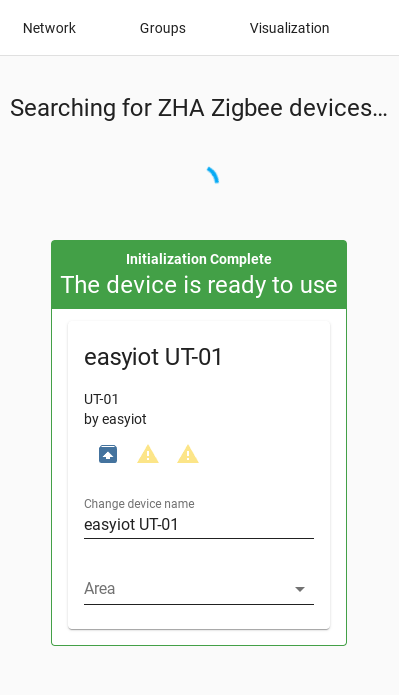 Network Groups Visualization
Searching for ZHA Zigbee devices…
Initialization Complete
The device is ready to use
easyiot UT-01
UT-01
by easyiot
Change device name
easyiot UT-01
Area